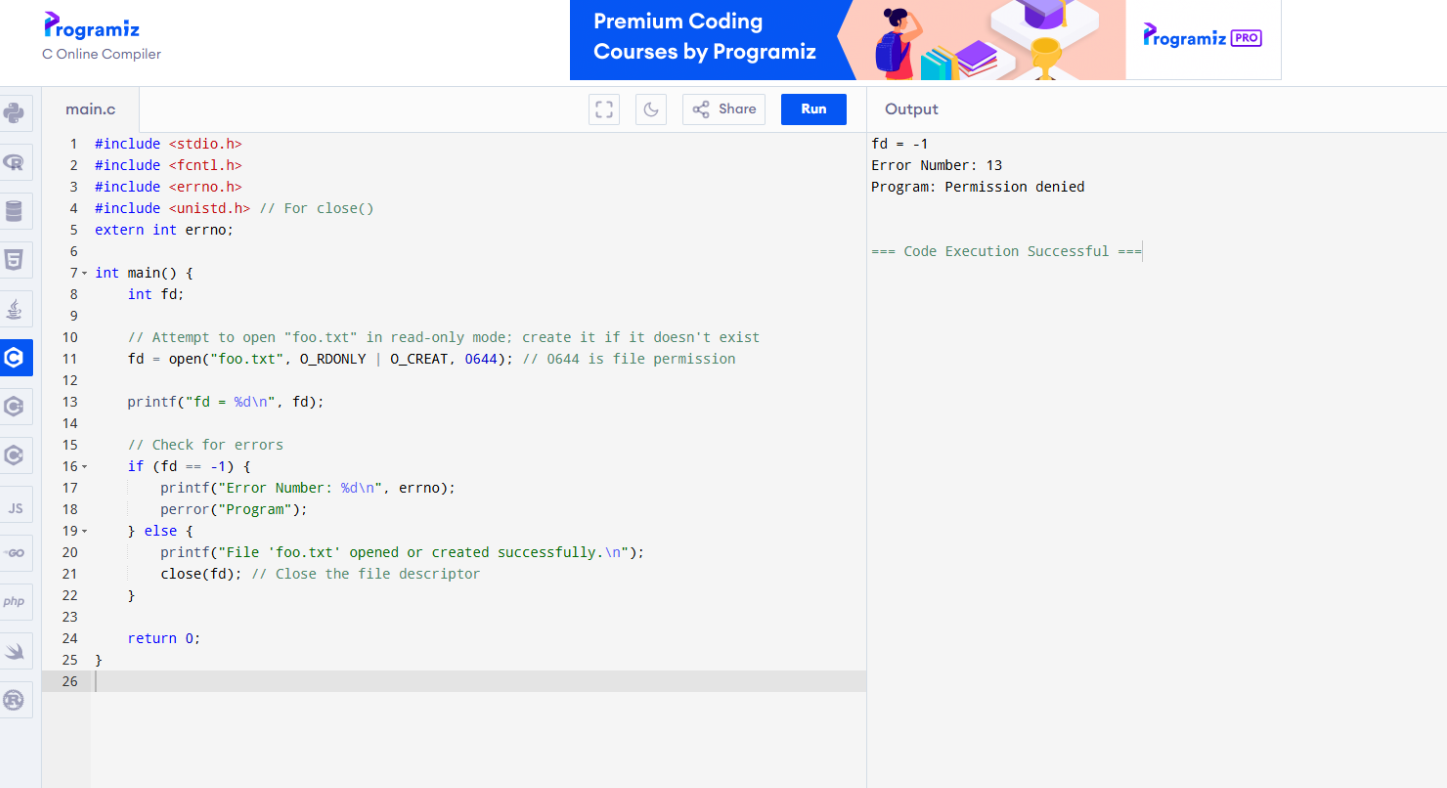 Programiz
C Online Compiler
Premium Coding
Courses by Programiz
Programiz PRO
main.c
Share
Run
Output
1 #include <stdio.h>
2 #include <fcntl.h>
3 #include <errno.h>
4 #include <unistd.h> // For close()
5 extern int errno;
6
7 int main() {
8     int fd;
9
10     // Attempt to open "foo.txt" in read-only mode; create it if it doesn't exist
11     fd = open("foo.txt", O_RDONLY | O_CREAT, 0644); // 0644 is file permission
12
13     printf("fd = %d\n", fd);
14
15     // Check for errors
16     if (fd == -1) {
17         printf("Error Number: %d\n", errno);
18         perror("Program");
19     } else {
20         printf("File 'foo.txt' opened or created successfully.\n");
21         close(fd); // Close the file descriptor
22     }
23
24     return 0;
25 }
26
fd = -1
Error Number: 13
Program: Permission denied
=== Code Execution Successful ===
JS
GO
php